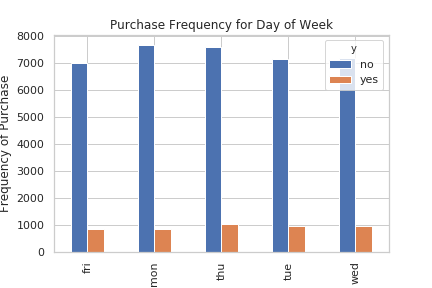 Purchase Frequency for Day of Week
8000
7000
6000
5000
4000
3000
2000
1000
0
Frequency of Purchase
y
no
yes
fri
mon
thu
tue
wed